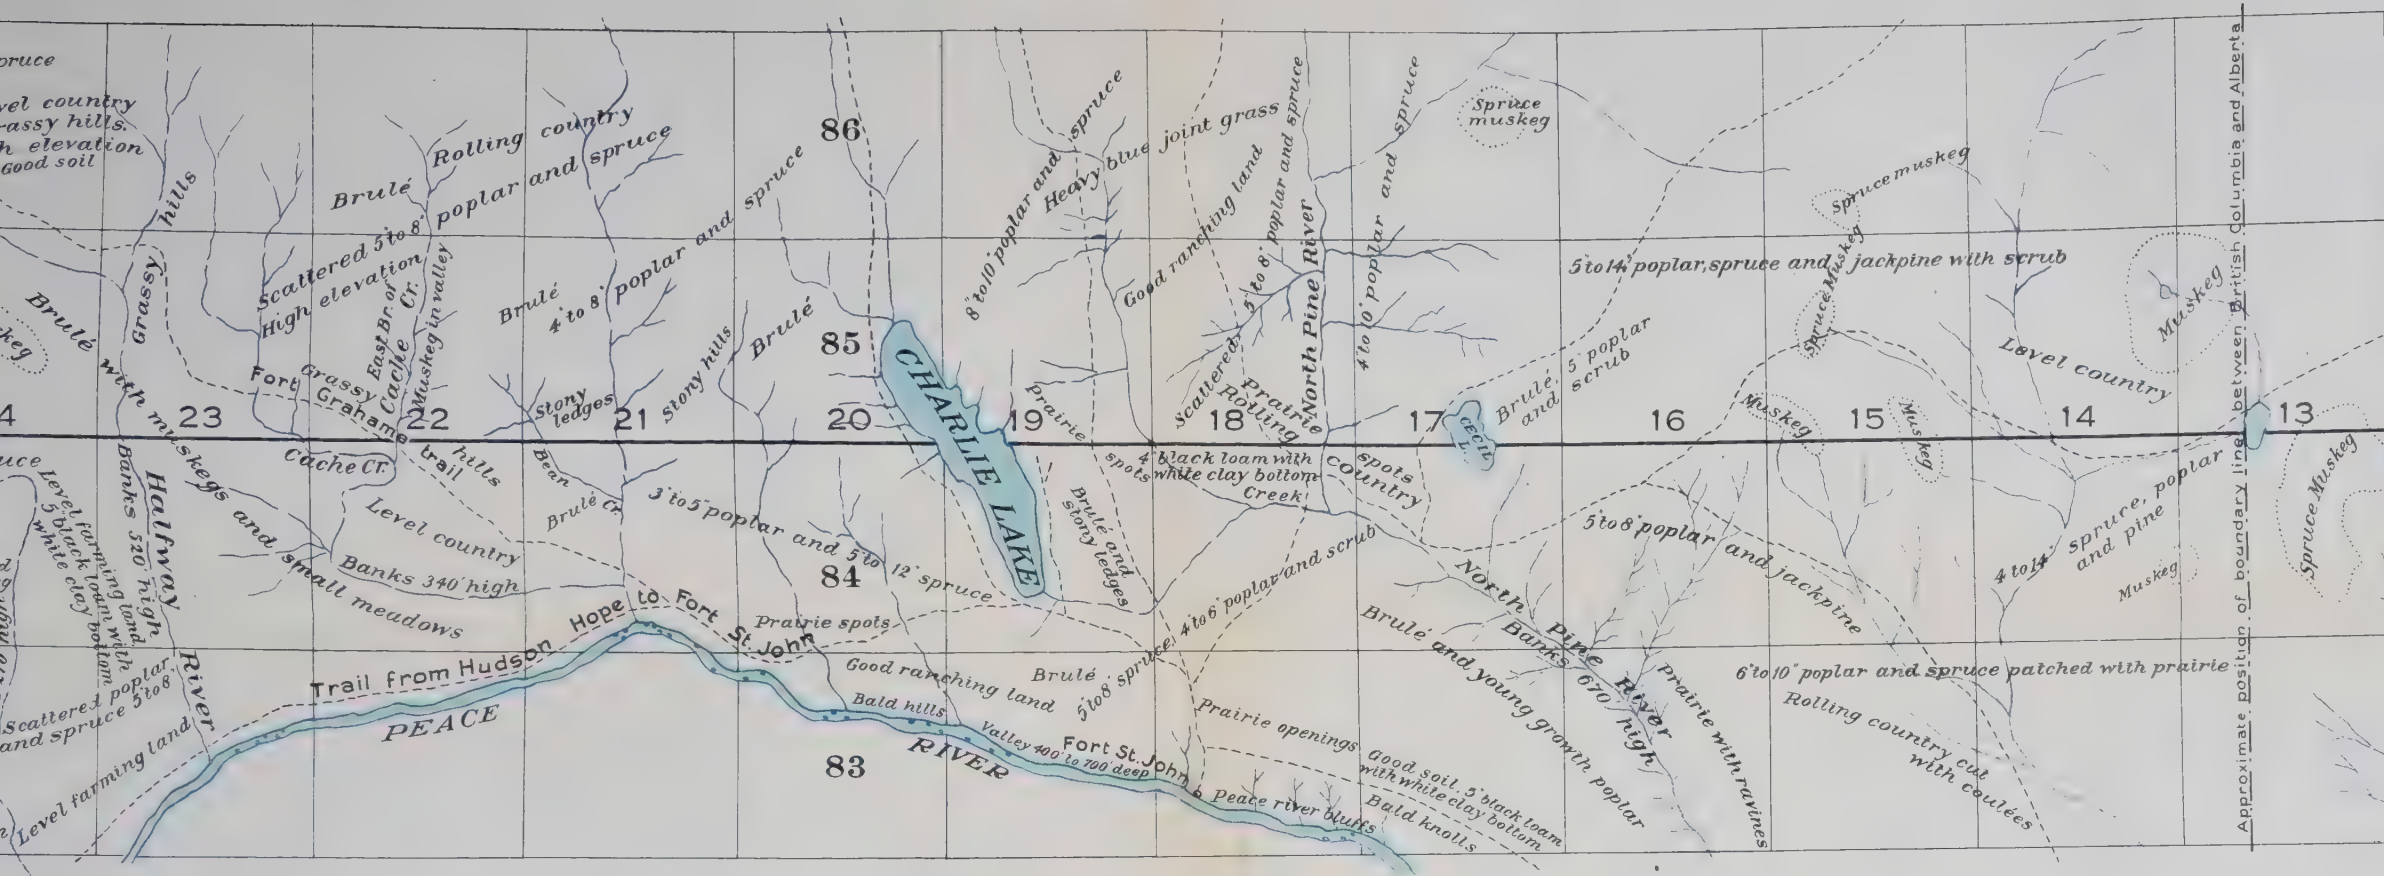 spruce
level country
grassy hills.
h elevation
Good soil
Grassy hills
Brulé
Rolling country
Scattered 5" to 8" poplar and spruce
High elevation
East Br. of
Cache Cr.
Muskeg in valley
Brulé
4" to 8" poplar and spruce
Stony hills
Brulé
Stony
ledges
86
85
84
83
8" to 10" poplar and spruce
Heavy blue joint grass
Good ranching land
Scattered 5" to 8" poplar and spruce
North Pine River
4" to 10" poplar and spruce
Spruce
muskeg
Spruce muskeg
Spruce Muskeg
Spruce Muskeg
5" to 14" poplar, spruce and jackpine with scrub
Muskeg
Level country
Brulé, 5" poplar
and scrub
CECIL
L.
Muskeg
Muskeg
Approximate position of boundary line between British Columbia and Alberta
4
23
22
21
20
19
18
17
16
15
14
13
keg
Brulé with muskegs and small meadows
Fort Grahame trail
Grassy hills
Cache Cr.
CHARLIE LAKE
Prairie spots
Prairie spots
Rolling country
4" black loam with
white clay bottom
Creek
Bean
Brulé Cr.
3" to 5" poplar and 5" to 12" spruce
Brulé and
stony ledges
uce
Level farming land
5" black loam with
white clay bottom
Banks 520' high
Halfway River
Level country
Banks 340' high
Trail from Hudson Hope to Fort St. John
Prairie spots
Good ranching land
Brulé
5" to 8" spruce, 4" to 6" poplar and scrub
North Pine River
Banks 670' high
Brulé and young growth poplar
Prairie with ravines
5" to 8" poplar and jackpine
4" to 14" spruce, poplar
and pine
Muskeg
Spruce Muskeg
6" to 10" poplar and spruce patched with prairie
Rolling country cut
with coulées
Scattered poplar
and spruce 5" to 8"
Level farming land
PEACE RIVER
Bald hills
Valley 400' to 700' deep
Fort St. John
Prairie openings
Good soil. 5" black loam
with white clay bottom
Bald knolls
Peace river bluffs